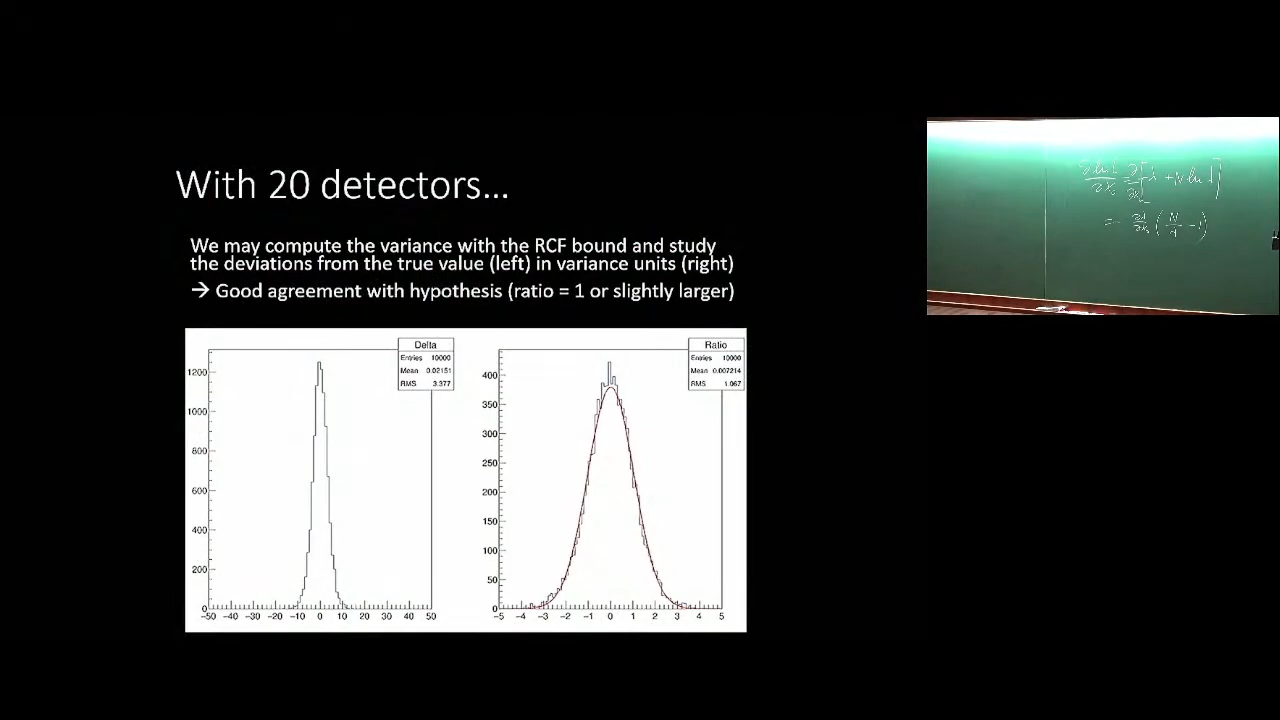 With 20 detectors...
We may compute the variance with the RCF bound and study
the deviations from the true value (left) in variance units (right)
→ Good agreement with hypothesis (ratio = 1 or slightly larger)
Delta
Entries 10000
Mean 0.02151
RMS 3.377
1200
1000
800
600
400
200
0
−50 −40 −30 −20 −10 0 10 20 30 40 50
Ratio
Entries 10000
Mean 0.007214
RMS 1.067
400
350
300
250
200
150
100
50
0
−5 −4 −3 −2 −1 0 1 2 3 4 5